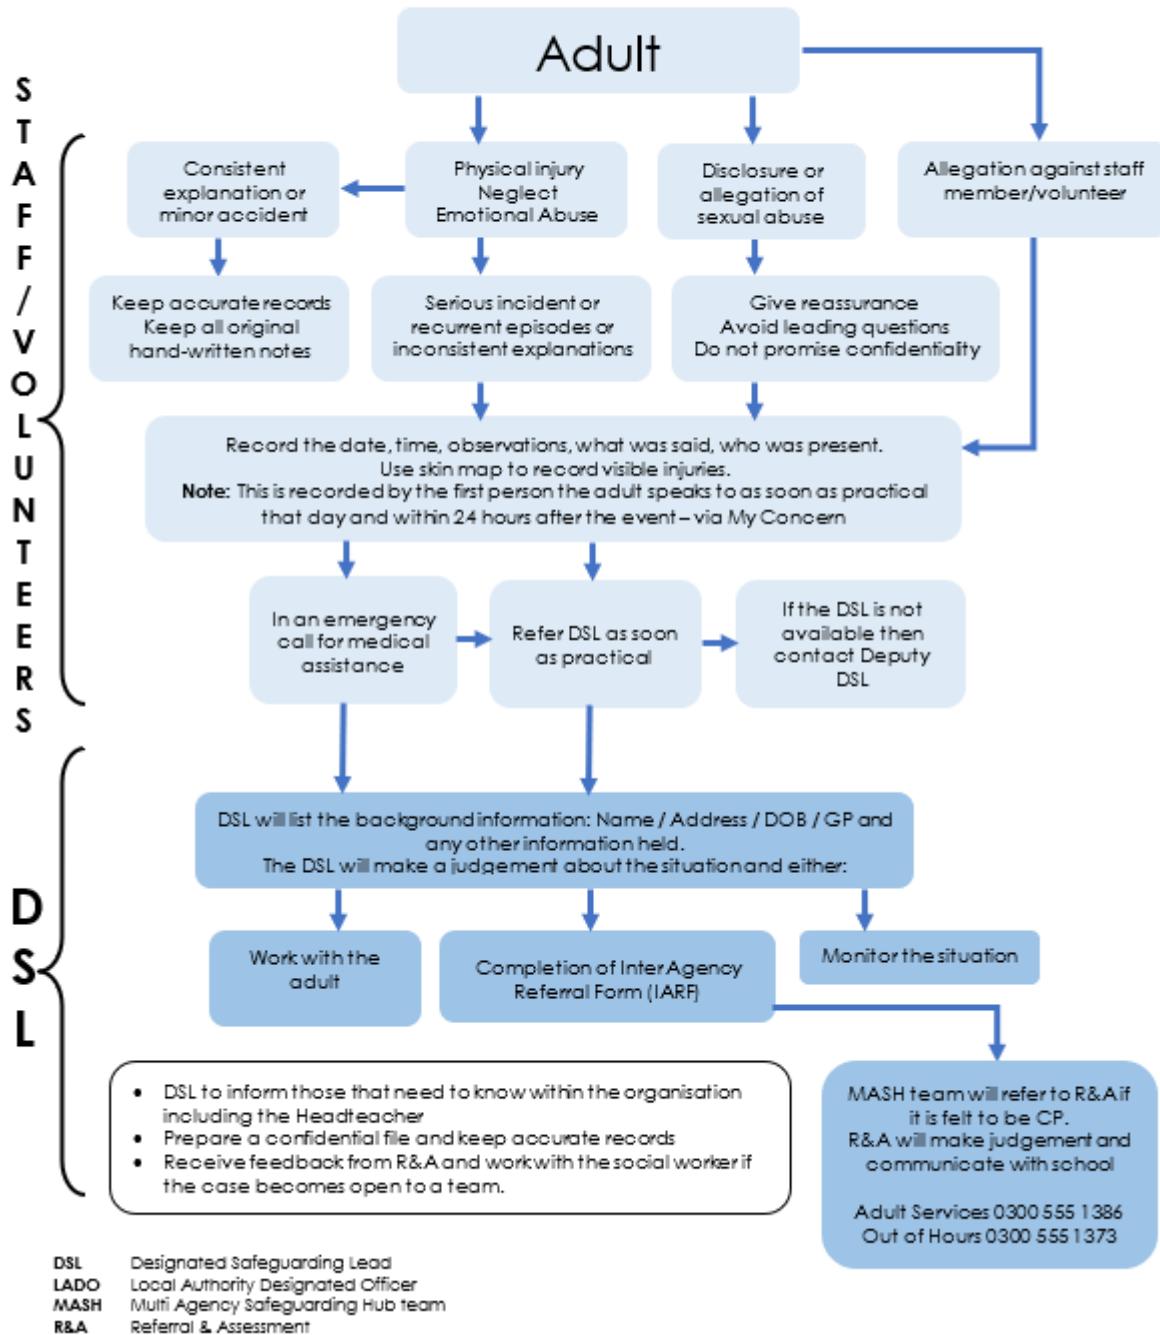 Adult
STAFF/VOLUNTEERS
Consistent
explanation or
minor accident
Physical injury
Neglect
Emotional Abuse
Disclosure or
allegation of
sexual abuse
Allegation against staff
member/volunteer
Keep accurate records
Keep all original
hand-written notes
Serious incident or
recurrent episodes or
inconsistent explanations
Give reassurance
Avoid leading questions
Do not promise confidentiality
Record the date, time, observations, what was said, who was present.
Use skin map to record visible injuries.
Note: This is recorded by the first person the adult speaks to as soon as practical
that day and within 24 hours after the event – via My Concern
In an emergency
call for medical
assistance
Refer DSL as soon
as practical
If the DSL is not
available then
contact Deputy
DSL
DSL
DSL will list the background information: Name / Address / DOB / GP and
any other information held.
The DSL will make a judgement about the situation and either:
Work with the
adult
Completion of Inter Agency
Referral Form (IARF)
Monitor the situation
• DSL to inform those that need to know within the organisation
including the Headteacher
• Prepare a confidential file and keep accurate records
• Receive feedback from R&A and work with the social worker if
the case becomes open to a team.
MASH team will refer to R&A if
it is felt to be CP.
R&A will make judgement and
communicate with school
Adult Services 0300 555 1386
Out of Hours 0300 555 1373
DSL Designated Safeguarding Lead
LADO Local Authority Designated Officer
MASH Multi Agency Safeguarding Hub team
R&A Referral & Assessment